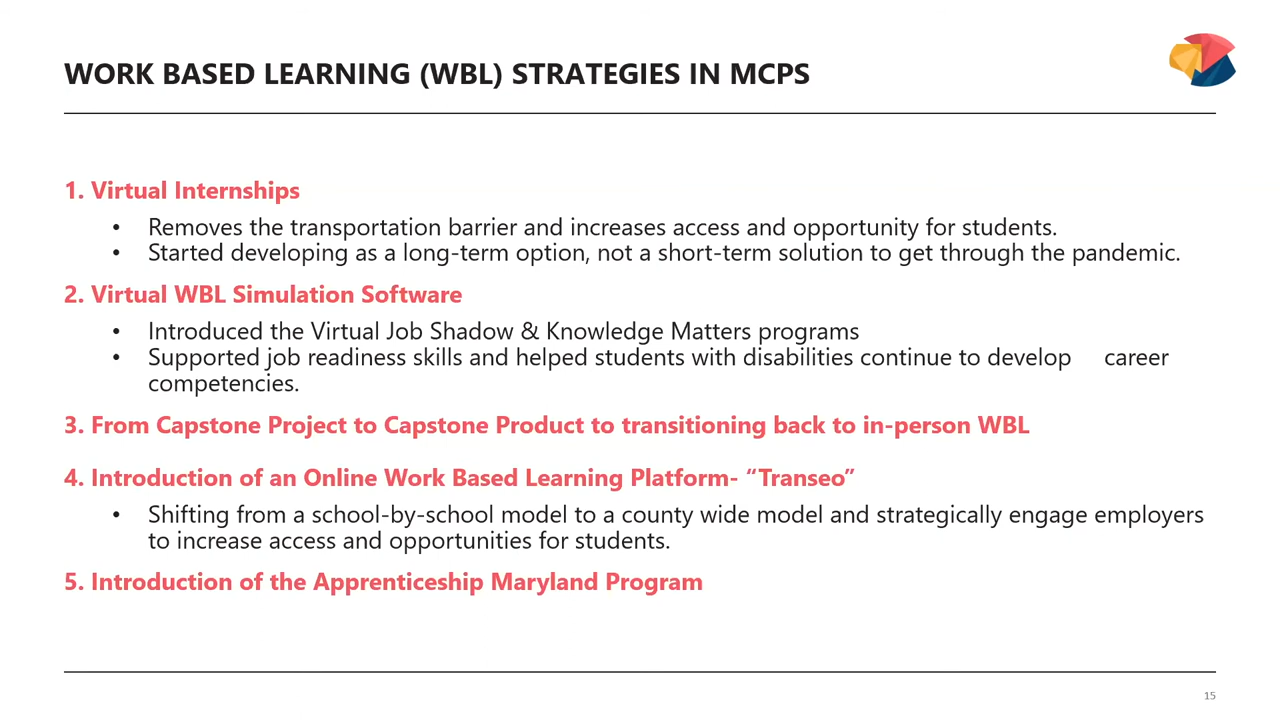 WORK BASED LEARNING (WBL) STRATEGIES IN MCPS
1. Virtual Internships
• Removes the transportation barrier and increases access and opportunity for students.
• Started developing as a long-term option, not a short-term solution to get through the pandemic.
2. Virtual WBL Simulation Software
• Introduced the Virtual Job Shadow & Knowledge Matters programs
• Supported job readiness skills and helped students with disabilities continue to develop career
competencies.
3. From Capstone Project to Capstone Product to transitioning back to in-person WBL
4. Introduction of an Online Work Based Learning Platform- “Transeo”
• Shifting from a school-by-school model to a county wide model and strategically engage employers
to increase access and opportunities for students.
5. Introduction of the Apprenticeship Maryland Program
15